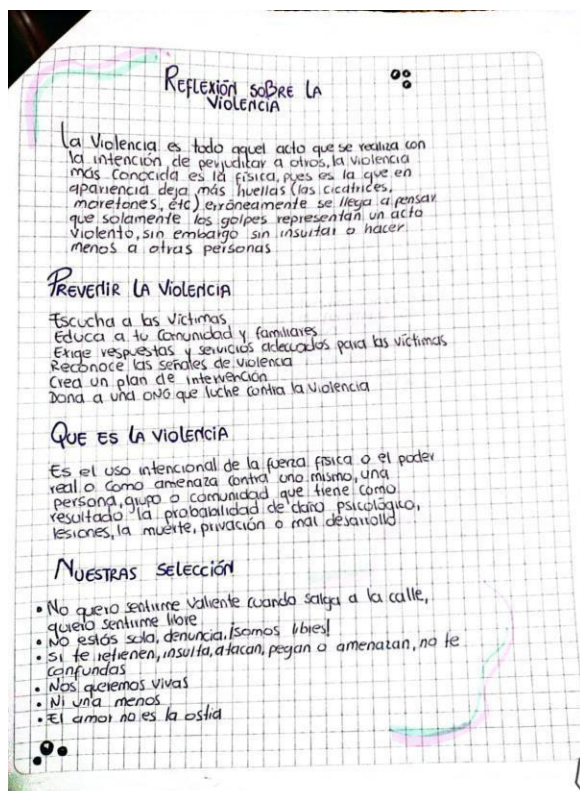 REFLEXIÓN SOBRE LA
VIOLENCIA
La Violencia es todo aquel acto que se realiza con
la intención de perjudicar a otros, la violencia
más conocida es la física, pues es la que en
apariencia deja más huellas (las cicatrices,
moretones, etc) erróneamente se llega a pensar
que solamente los golpes representan un acto
violento, sin embargo sin insultar o hacer
menos a otras personas
PREVENIR LA VIOLENCIA
Escucha a las víctimas
Educa a tu comunidad y familiares
Exige respuestas y servicios adecuados para las víctimas
Reconoce las señales de violencia
Crea un plan de intervención
Dona a una ONG que luche contra la violencia
QUE ES LA VIOLENCIA
Es el uso intencional de la fuerza física o el poder
real o como amenaza contra uno mismo, una
persona, grupo o comunidad que tiene como
resultado la probabilidad de daño psicológico,
lesiones, la muerte, privación o mal desarrollo
NUESTRAS SELECCIÓN
• No quiero sentirme valiente cuando salga a la calle,
quiero sentirme libre
• No estás sola, denuncia, ¡somos libres!
• Si te retienen, insulta, atacan, pegan o amenazan, no te
confundas
• Nos queremos vivas
• Ni una menos
• El amor no es la ostia